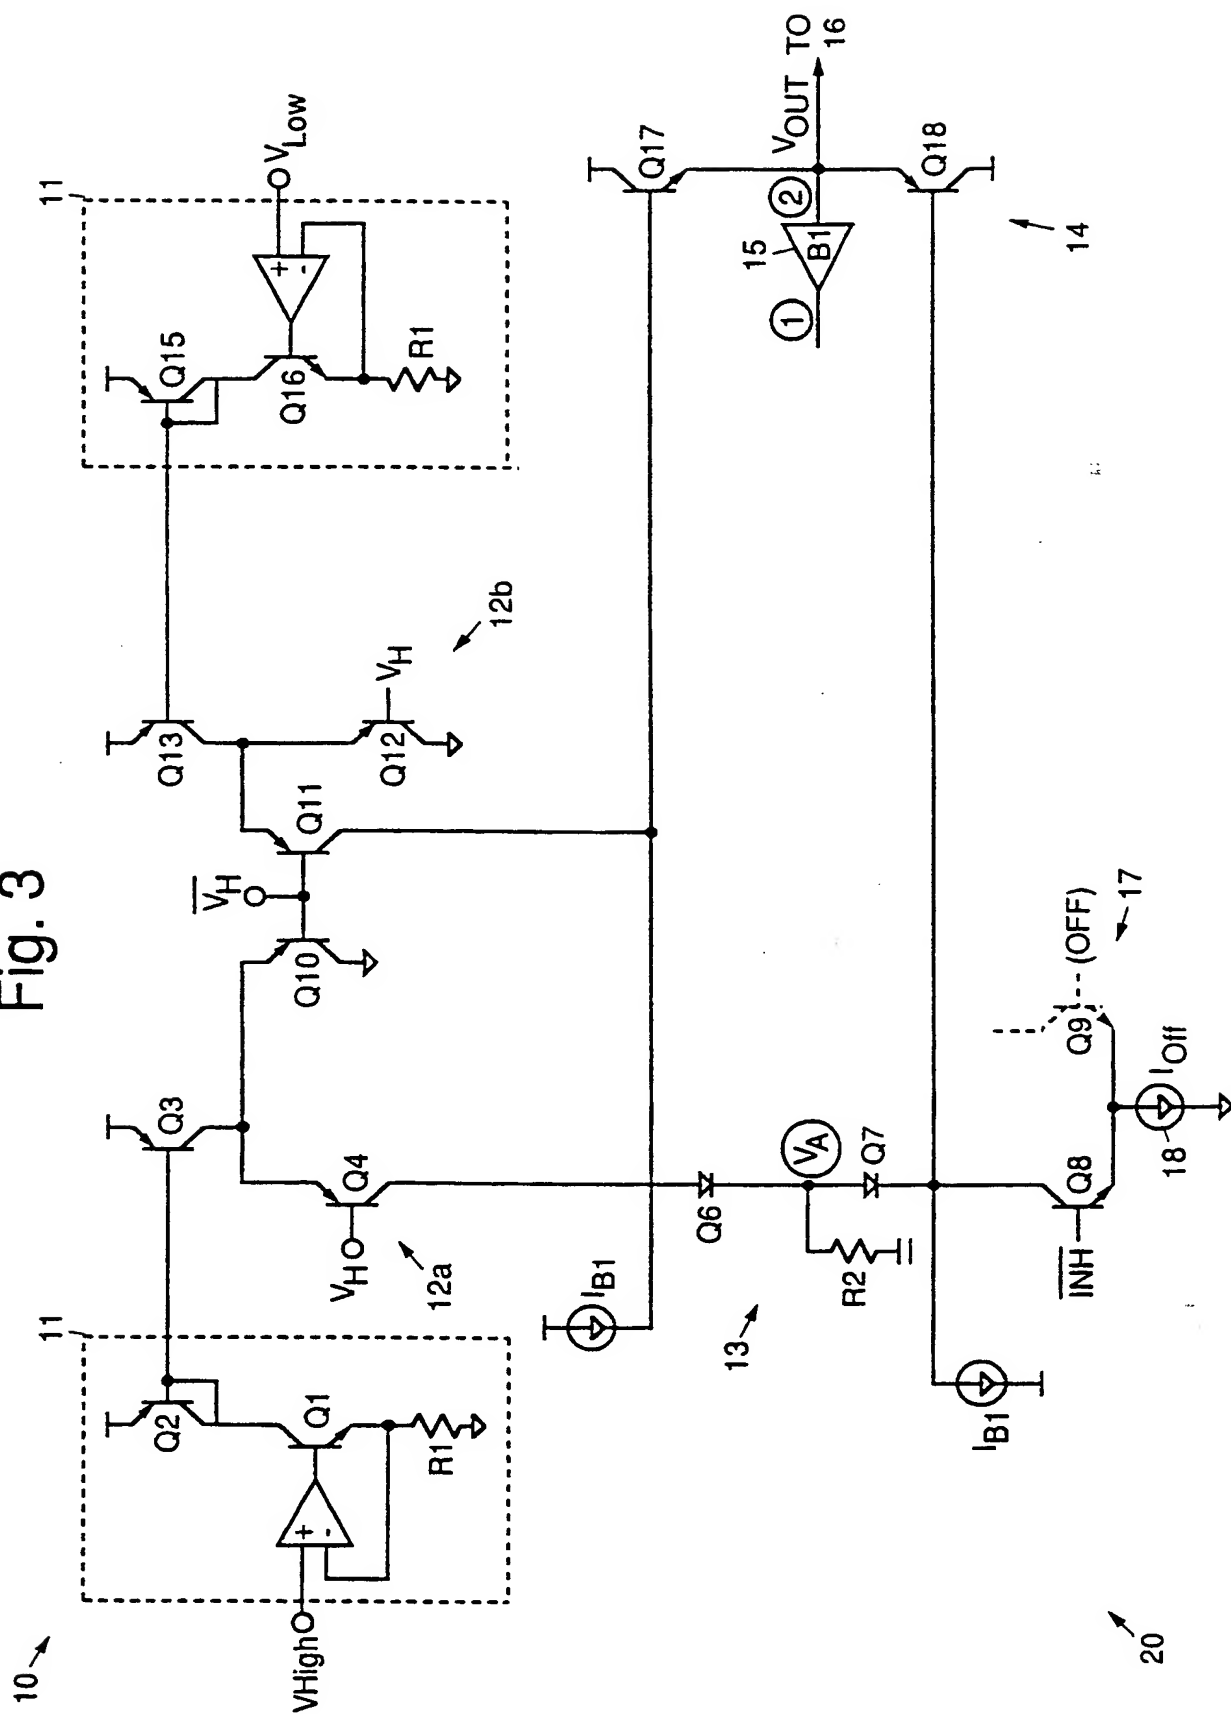 Fig. 3
10
11
11
VHigh
VLow
Q2
Q1
R1
Q3
Q4
VH
12a
Q10
VH
Q11
Q13
Q12
VH
12b
Q15
Q16
R1
+
-
+
-
IB1
13
Q6
VA
R2
Q7
IB1
INH
Q8
Q9
(OFF)
17
18
IOff
Q17
VOUT TO
16
2
15
B1
1
Q18
14
20